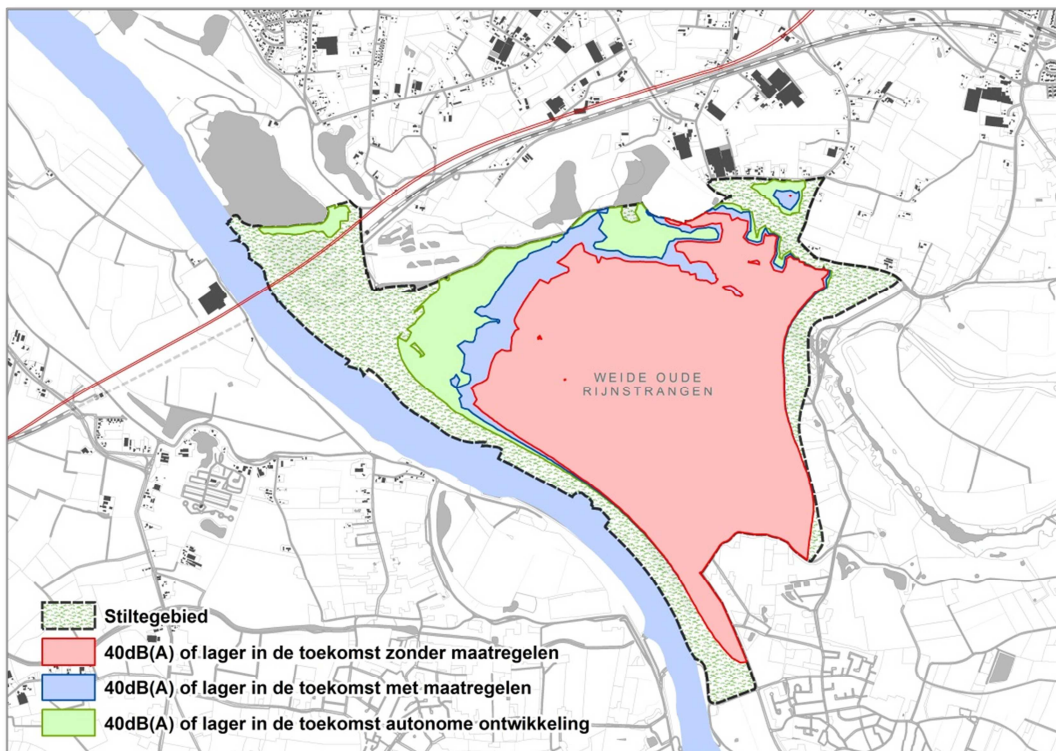 WEIDE OUDE
RIJNSTRANGEN
Stiltegebied
40dB(A) of lager in de toekomst zonder maatregelen
40dB(A) of lager in de toekomst met maatregelen
40dB(A) of lager in de toekomst autonome ontwikkeling